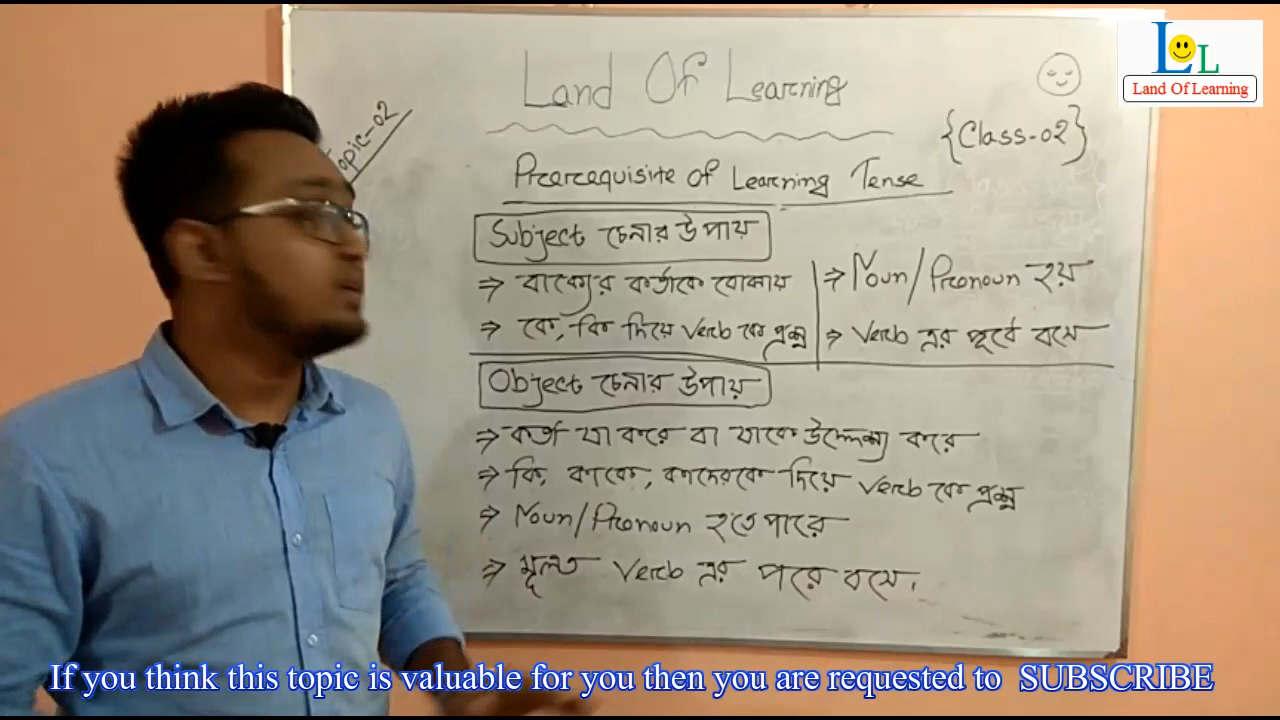 Land Of Learning
LOL
Land Of Learning
Topic-02
{Class-02}
Prerequisite Of Learning Tense
Subject চেনার উপায়
⇒ বাক্যের কর্তাকে বোঝায়
⇒ Noun/Pronoun হয়
⇒ কে, কি দিয়ে Verb কে প্রশ্ন
⇒ Verb এর পূর্বে বসে
Object চেনার উপায়
⇒ কর্তা যা করে বা যাকে উদ্দেশ্য করে
⇒ কি, কাকে, কাদেরকে দিয়ে Verb কে প্রশ্ন
⇒ Noun/Pronoun হতে পারে
⇒ মূলত Verb এর পরে বসে।
If you think this topic is valuable for you then you are requested to SUBSCRIBE